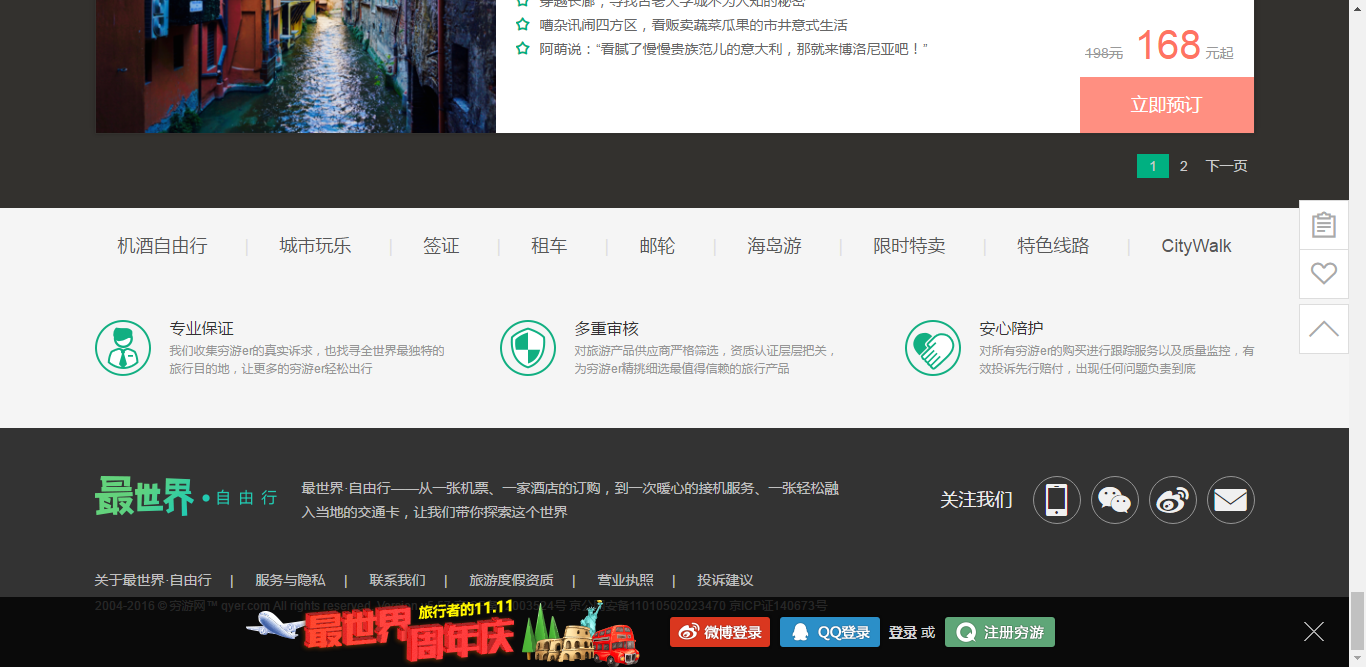 穿越长廊，寻找古老大学城不为人知的秘密
嘈杂讯闹四方区，看贩卖蔬菜瓜果的市井意式生活
阿萌说：“看腻了慢慢贵族范儿的意大利，那就来博洛尼亚吧！”
198元 168 元起
立即预订
1 2 下一页
机酒自由行 | 城市玩乐 | 签证 | 租车 | 邮轮 | 海岛游 | 限时特卖 | 特色线路 | CityWalk
专业保证
我们收集穷游er的真实诉求，也找寻全世界最独特的
旅行目的地，让更多的穷游er轻松出行
多重审核
对旅游产品供应商严格筛选，资质认证层层把关，
为穷游er精挑细选最值得信赖的旅行产品
安心陪护
对所有穷游er的购买进行跟踪服务以及质量监控，有
效投诉先行赔付，出现任何问题负责到底
最世界·自由行
最世界·自由行——从一张机票、一家酒店的订购，到一次暖心的接机服务、一张轻松融
入当地的交通卡，让我们带你探索这个世界
关注我们
关于最世界·自由行 | 服务与隐私 | 联系我们 | 旅游度假资质 | 营业执照 | 投诉建议
2004-2016 © 穷游网™ qyer.com All rights reserved. 京公网安备11010502023470 京ICP证140673号
最世界
旅行者的11.11
周年庆
微博登录 QQ登录 登录 或 注册穷游